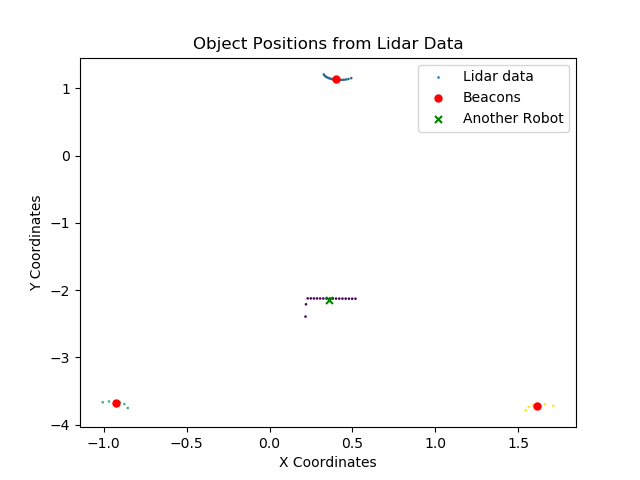 Object Positions from Lidar Data
Lidar data
Beacons
Another Robot
Y Coordinates
1
0
−1
−2
−3
−4
−1.0
−0.5
0.0
0.5
1.0
1.5
X Coordinates